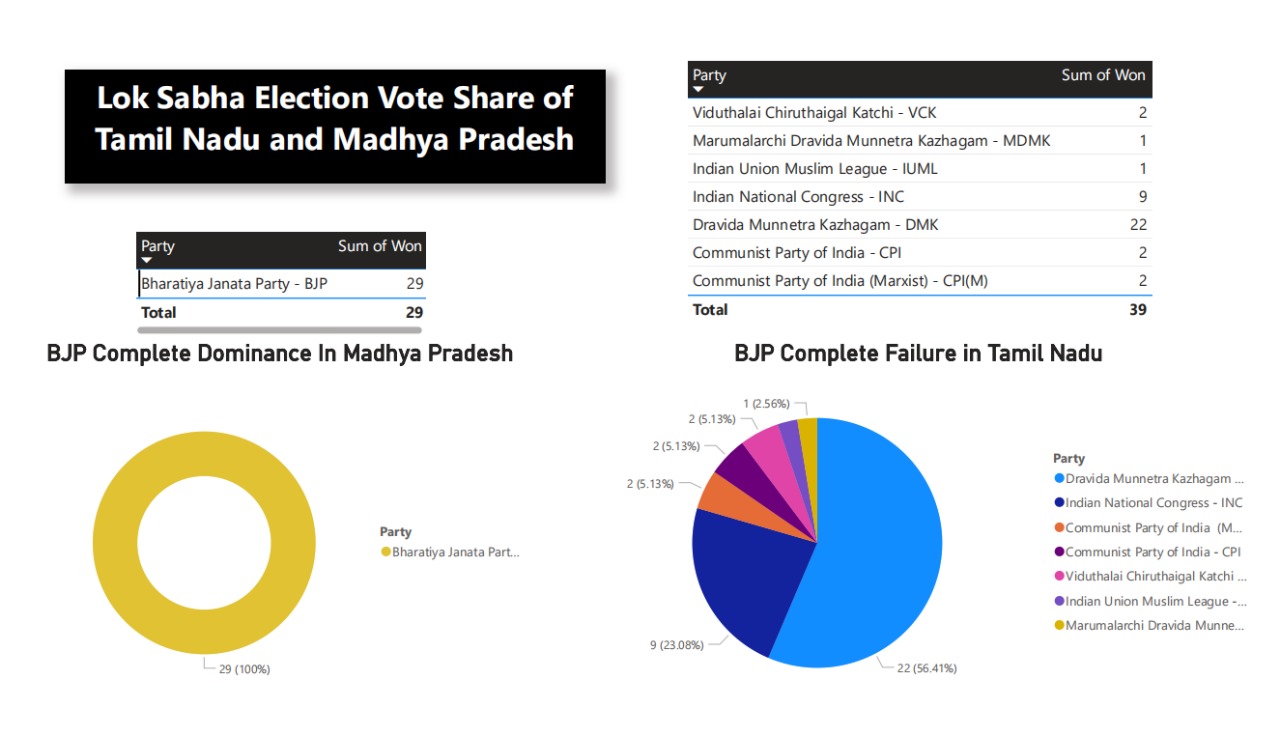 Lok Sabha Election Vote Share of
Tamil Nadu and Madhya Pradesh
Party Sum of Won
Bharatiya Janata Party - BJP 29
Total 29
BJP Complete Dominance In Madhya Pradesh
Party
Bharatiya Janata Part...
29 (100%)
Party Sum of Won
Viduthalai Chiruthaigal Katchi - VCK 2
Marumalarchi Dravida Munnetra Kazhagam - MDMK 1
Indian Union Muslim League - IUML 1
Indian National Congress - INC 9
Dravida Munnetra Kazhagam - DMK 22
Communist Party of India - CPI 2
Communist Party of India (Marxist) - CPI(M) 2
Total 39
BJP Complete Failure in Tamil Nadu
1 (2.56%)
2 (5.13%)
2 (5.13%)
2 (5.13%)
9 (23.08%)
22 (56.41%)
Party
Dravida Munnetra Kazhagam ...
Indian National Congress - INC
Communist Party of India (M...
Communist Party of India - CPI
Viduthalai Chiruthaigal Katchi ...
Indian Union Muslim League -...
Marumalarchi Dravida Munne...